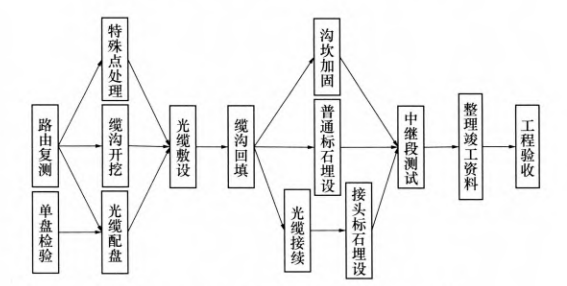 路由复测
单盘检验
特殊点处理
缆沟开挖
光缆配盘
光缆敷设
缆沟回填
沟坎加固
普通标石埋设
光缆接续
接头标石埋设
中继段测试
整理竣工资料
工程验收